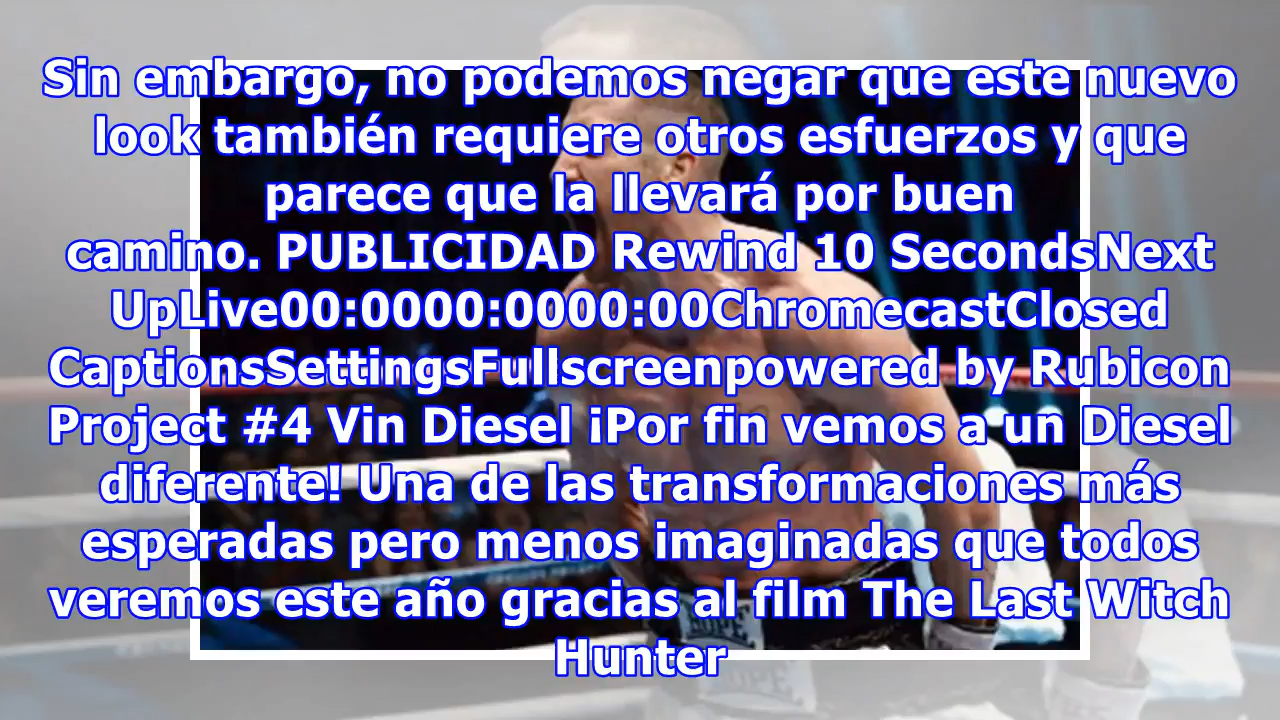 Sin embargo, no podemos negar que este nuevo
look también requiere otros esfuerzos y que
parece que la llevará por buen
camino. PUBLICIDAD Rewind 10 SecondsNext
UpLive00:0000:0000:00ChromecastClosed
CaptionsSettingsFullscreenpowered by Rubicon
Project #4 Vin Diesel ¡Por fin vemos a un Diesel
diferente! Una de las transformaciones más
esperadas pero menos imaginadas que todos
veremos este año gracias al film The Last Witch
Hunter
HOPE